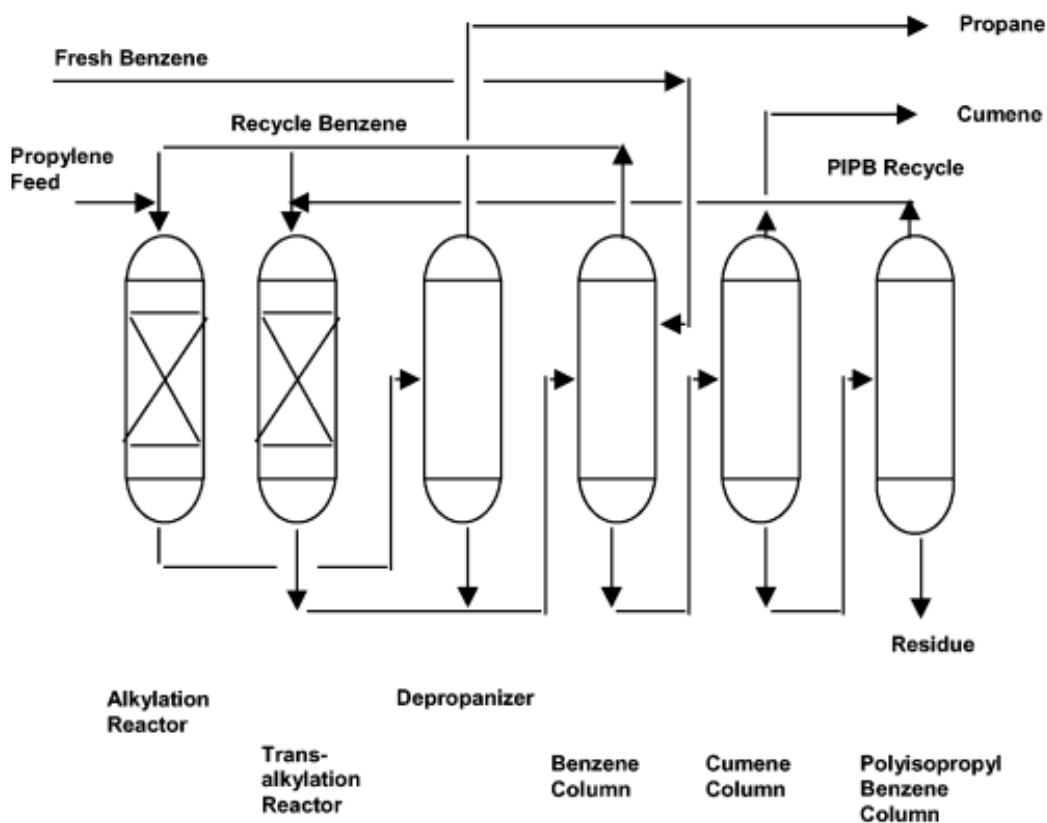 Propane
Fresh Benzene
Cumene
Recycle Benzene
Propylene
Feed
PIPB Recycle
Residue
Alkylation
Reactor
Depropanizer
Trans-
alkylation
Reactor
Benzene
Column
Cumene
Column
Polyisopropyl
Benzene
Column